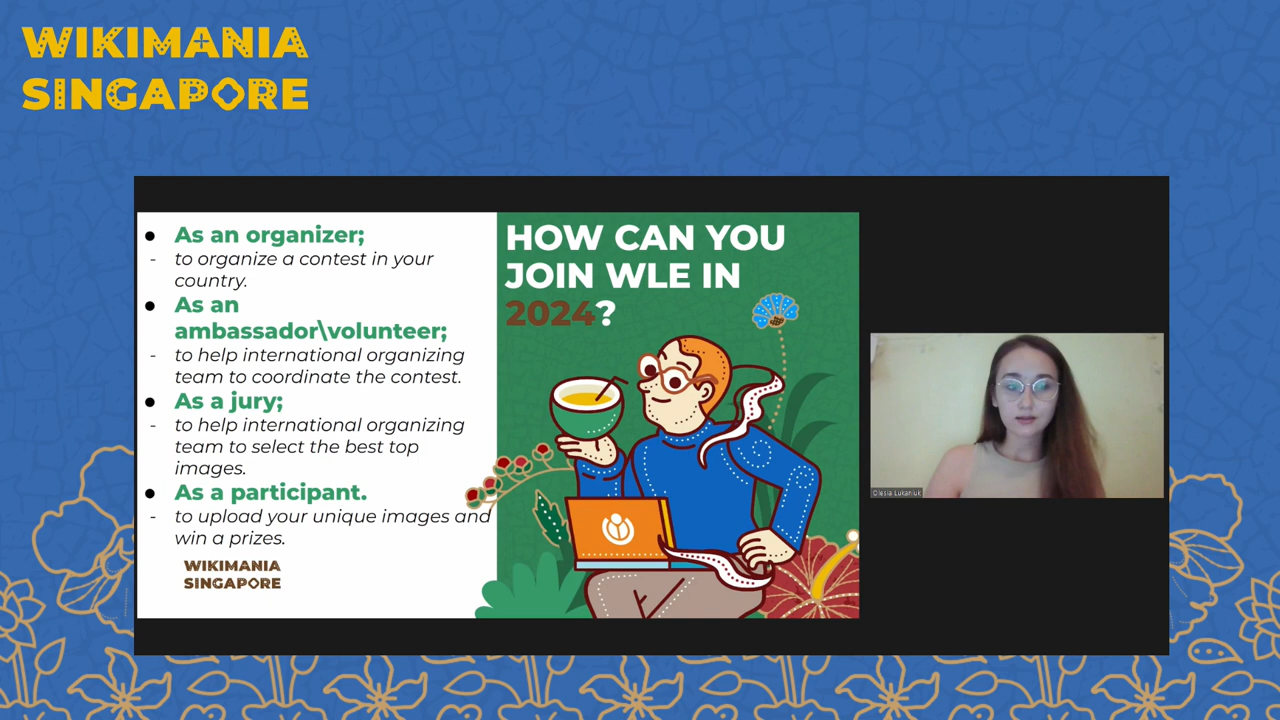 WIKIMANIA
SINGAPORE
● As an organizer;
- to organize a contest in your
country.
● As an
ambassador\volunteer;
- to help international organizing
team to coordinate the contest.
● As a jury;
- to help international organizing
team to select the best top
images.
● As a participant.
- to upload your unique images and
win a prizes.
WIKIMANIA
SINGAPORE
HOW CAN YOU
JOIN WLE IN
2024?
Olesia Lukaniuk